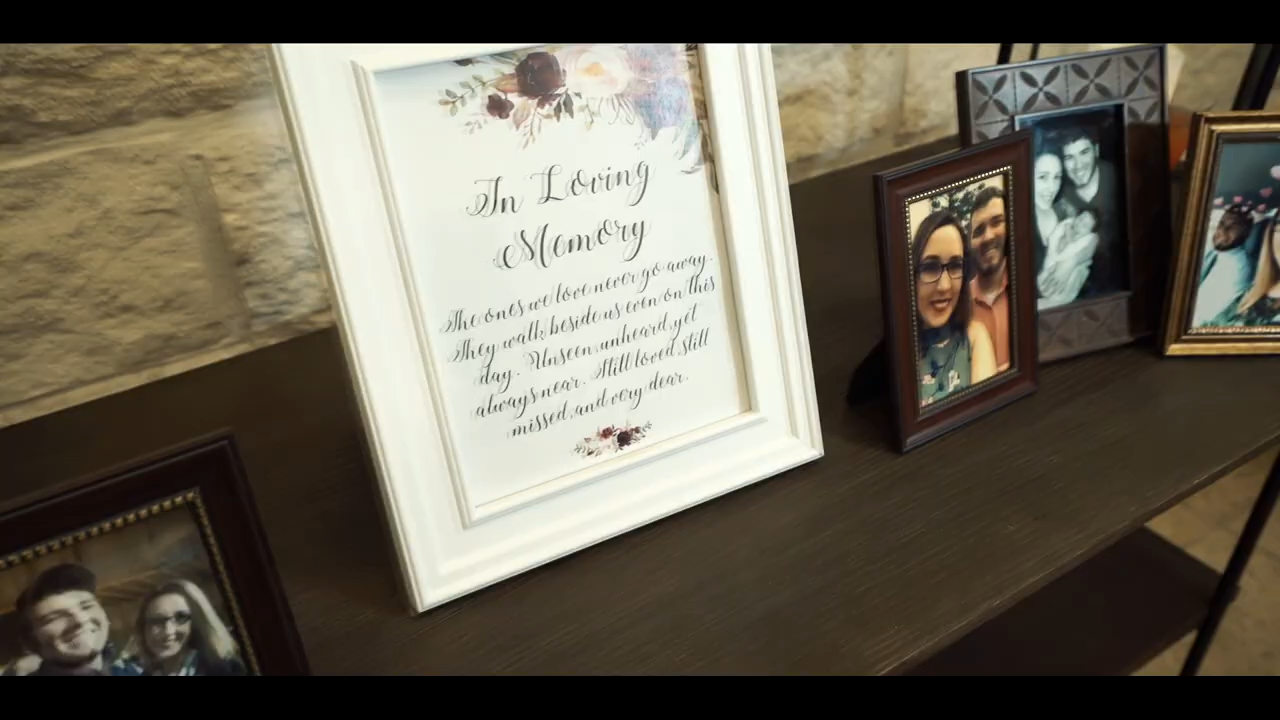 In Loving
Memory
The ones we love never go away.
They walk beside us even on this
day. Unseen, unheard, yet
always near. Still loved, still
missed, and very dear.